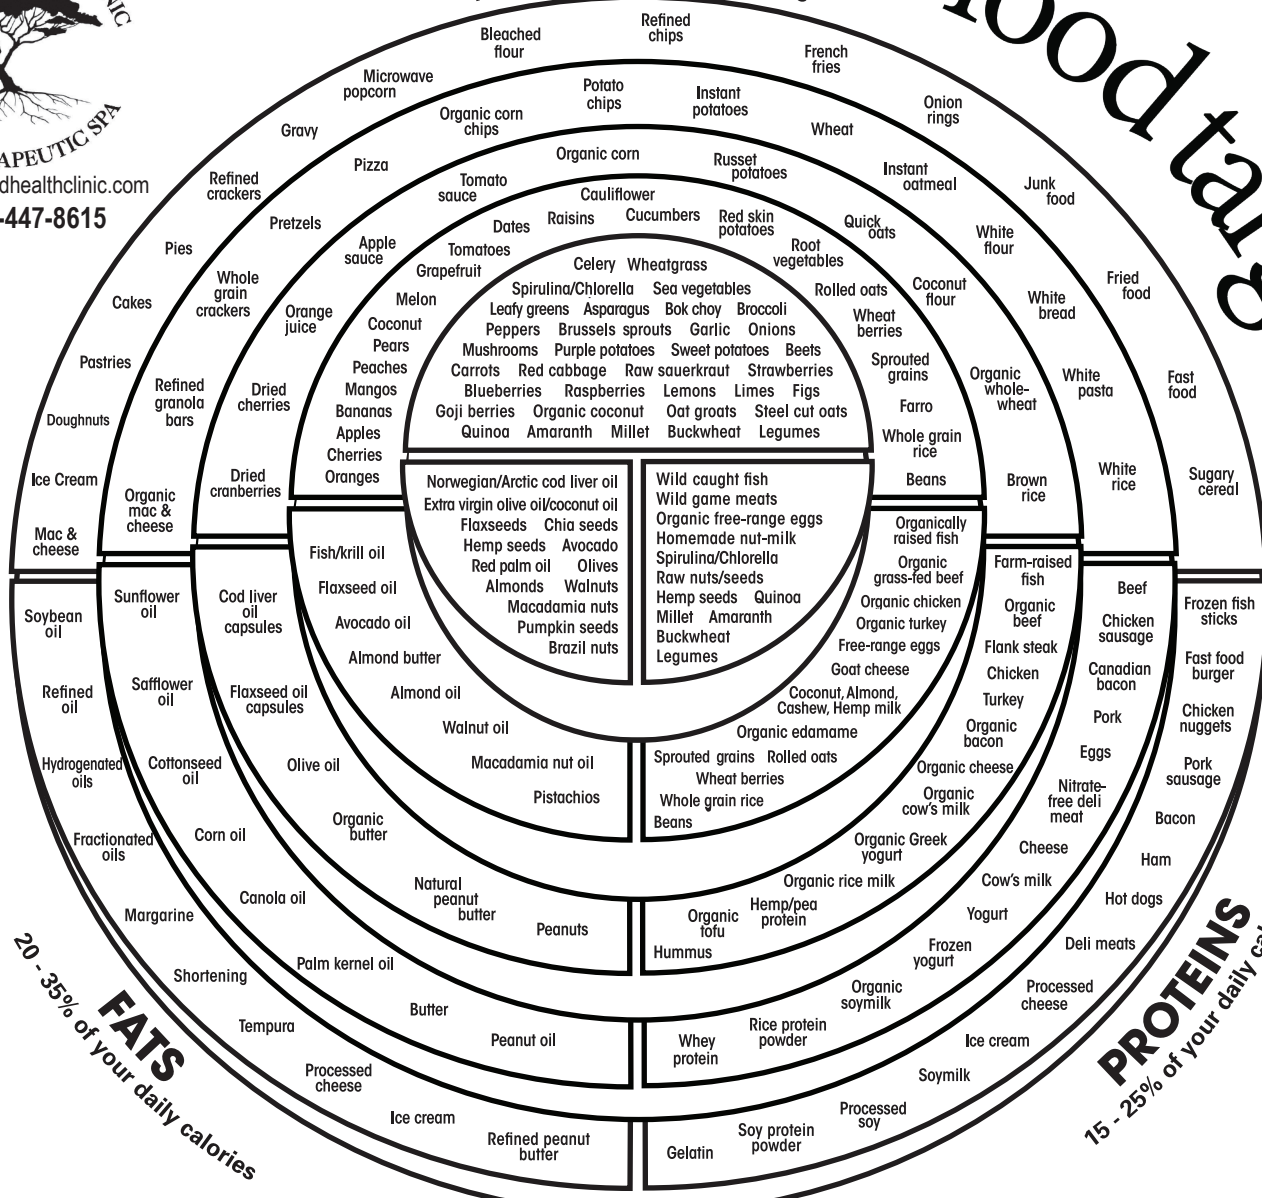 NIC
APEUTIC SPA
dhealthclinic.com
-447-8615
food targ
Refined
chips
Bleached
flour
French
fries
Microwave
popcorn
Onion
rings
Gravy
Junk
food
Refined
crackers
Pies
Fried
food
Cakes
Pastries
Fast
food
Doughnuts
Ice Cream
Sugary
cereal
Mac &
cheese
Potato
chips
Instant
potatoes
Organic corn
chips
Wheat
Pizza
Instant
oatmeal
Pretzels
White
flour
Whole
grain
crackers
White
bread
Refined
granola
bars
White
pasta
Organic
mac &
cheese
White
rice
Organic corn
Russet
potatoes
Tomato
sauce
Quick
oats
Apple
sauce
Coconut
flour
Orange
juice
Dried
cherries
Organic
whole-
wheat
Dried
cranberries
Brown
rice
Cauliflower
Dates
Raisins
Cucumbers
Red skin
potatoes
Tomatoes
Root
vegetables
Grapefruit
Rolled oats
Melon
Wheat
berries
Coconut
Pears
Peaches
Sprouted
grains
Mangos
Bananas
Farro
Apples
Whole grain
rice
Cherries
Oranges
Beans
Celery Wheatgrass
Spirulina/Chlorella Sea vegetables
Leafy greens Asparagus Bok choy Broccoli
Peppers Brussels sprouts Garlic Onions
Mushrooms Purple potatoes Sweet potatoes Beets
Carrots Red cabbage Raw sauerkraut Strawberries
Blueberries Raspberries Lemons Limes Figs
Goji berries Organic coconut Oat groats Steel cut oats
Quinoa Amaranth Millet Buckwheat Legumes
Norwegian/Arctic cod liver oil
Extra virgin olive oil/coconut oil
Flaxseeds Chia seeds
Hemp seeds Avocado
Red palm oil Olives
Almonds Walnuts
Macadamia nuts
Pumpkin seeds
Brazil nuts
Wild caught fish
Wild game meats
Organic free-range eggs
Homemade nut-milk
Spirulina/Chlorella
Raw nuts/seeds
Hemp seeds Quinoa
Millet Amaranth
Buckwheat
Legumes
Fish/krill oil
Flaxseed oil
Avocado oil
Almond butter
Almond oil
Walnut oil
Macadamia nut oil
Pistachios
Organically
raised fish
Organic
grass-fed beef
Organic chicken
Organic turkey
Free-range eggs
Goat cheese
Coconut, Almond,
Cashew, Hemp milk
Organic edamame
Sprouted grains Rolled oats
Wheat berries
Whole grain rice
Beans
Cod liver
oil
capsules
Flaxseed oil
capsules
Olive oil
Organic
butter
Natural
peanut
butter
Peanuts
Farm-raised
fish
Organic
beef
Flank steak
Chicken
Turkey
Organic
bacon
Organic cheese
Organic
cow's milk
Organic Greek
yogurt
Organic rice milk
Hemp/pea
protein
Organic
tofu
Hummus
Sunflower
oil
Safflower
oil
Cottonseed
oil
Corn oil
Canola oil
Palm kernel oil
Butter
Peanut oil
Beef
Chicken
sausage
Canadian
bacon
Pork
Eggs
Nitrate-
free deli
meat
Cheese
Cow's milk
Yogurt
Frozen
yogurt
Organic
soymilk
Rice protein
powder
Whey
protein
Soybean
oil
Refined
oil
Hydrogenated
oils
Fractionated
oils
Margarine
Shortening
Tempura
Processed
cheese
Ice cream
Refined peanut
butter
Frozen fish
sticks
Fast food
burger
Chicken
nuggets
Pork
sausage
Bacon
Ham
Hot dogs
Deli meats
Processed
cheese
Ice cream
Soymilk
Processed
soy
Soy protein
powder
Gelatin
FATS
20 - 35% of your daily calories
PROTEINS
15 - 25% of your daily cal